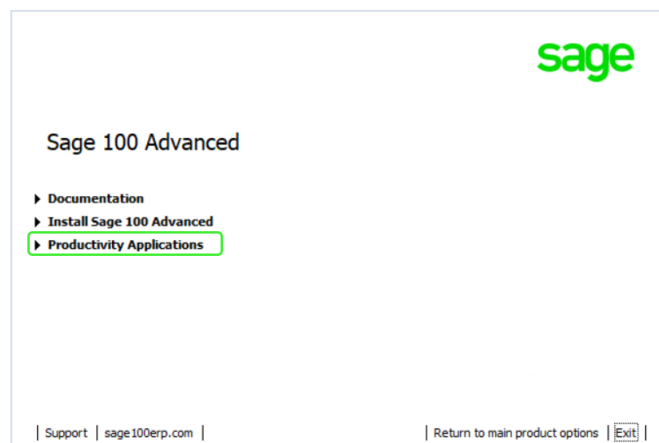 sage
Sage 100 Advanced
Documentation
Install Sage 100 Advanced
Productivity Applications
| Support | sage100erp.com | | Return to main product options | Exit |